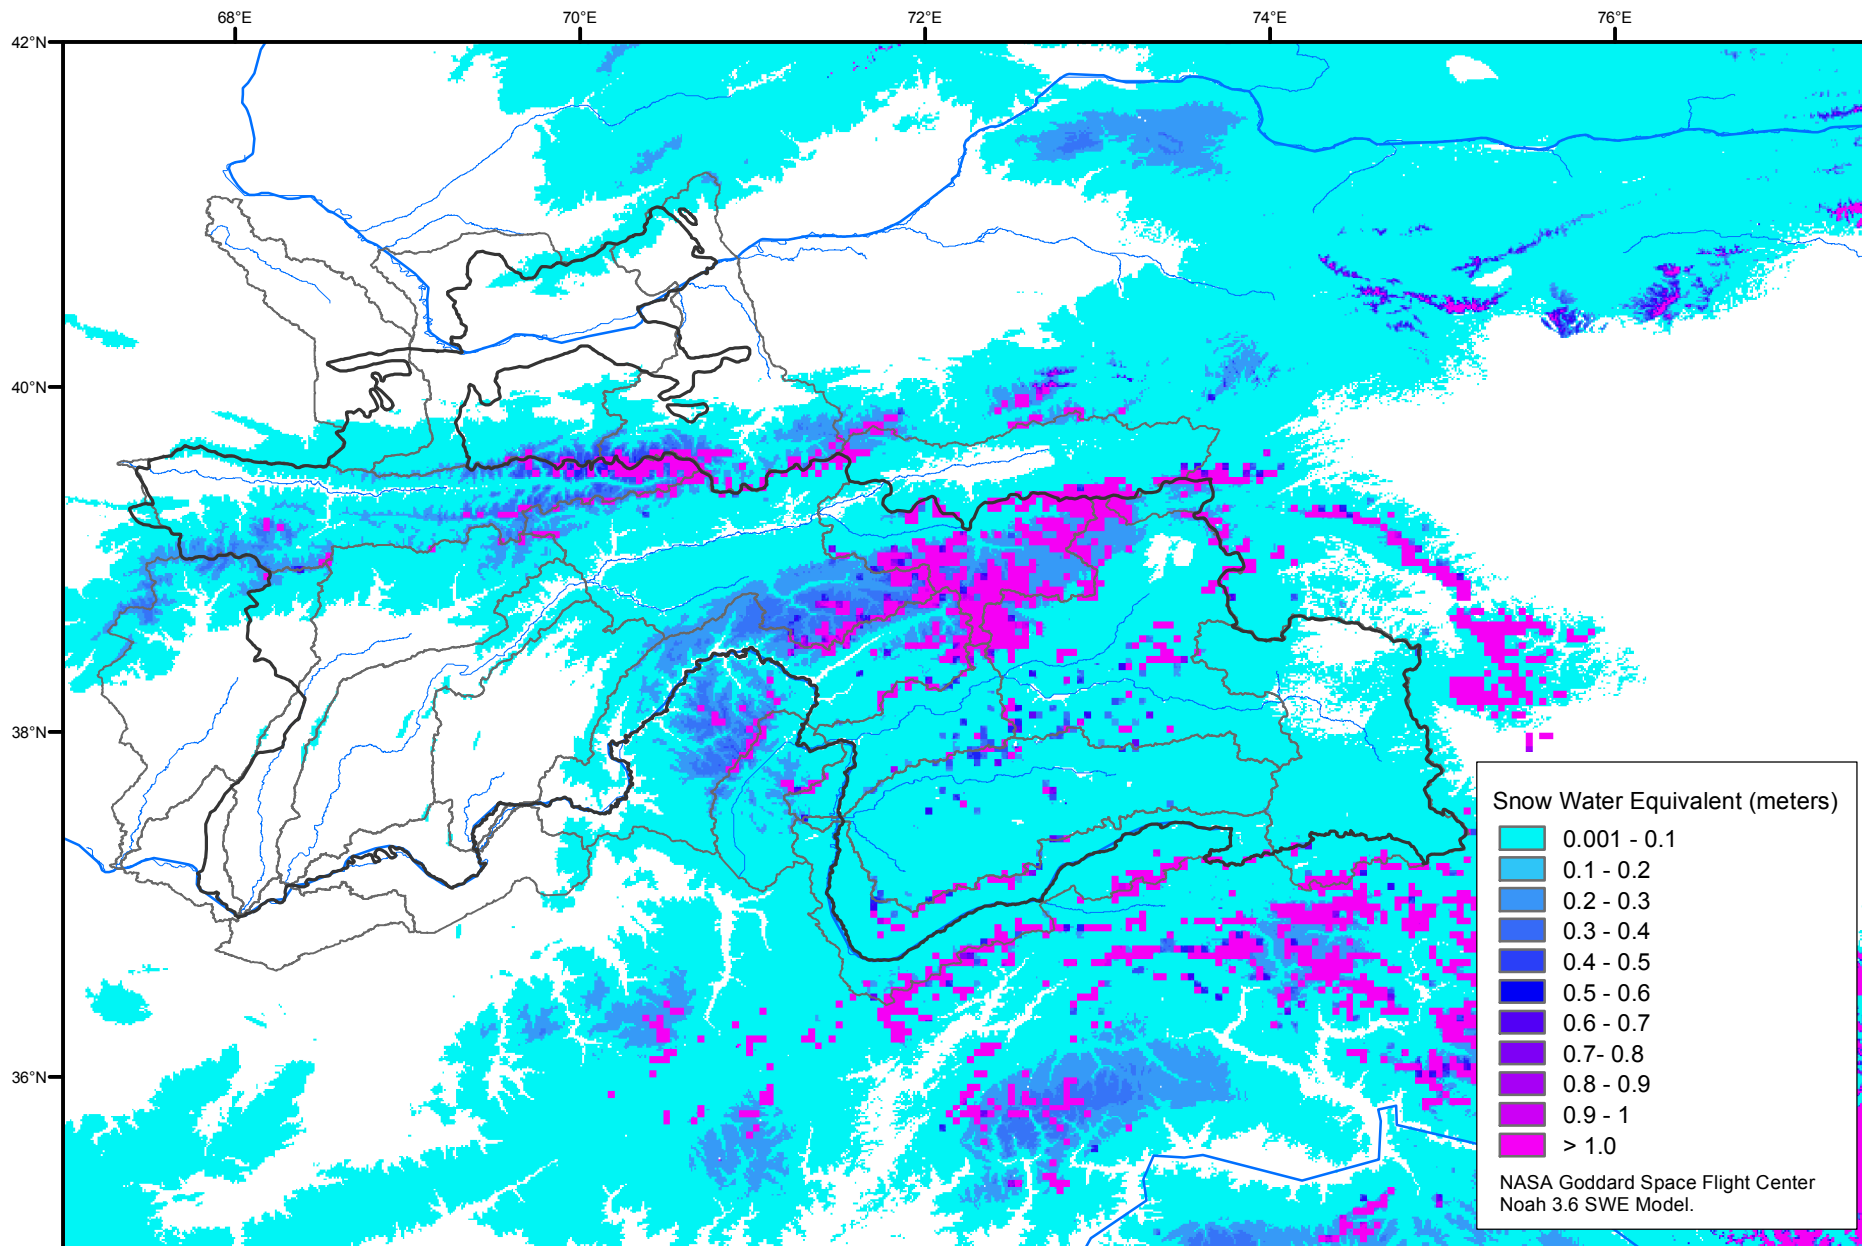 68°E 70°E 72°E 74°E 76°E
42°N
40°N
38°N
36°N
Snow Water Equivalent (meters)
0.001 - 0.1
0.1 - 0.2
0.2 - 0.3
0.3 - 0.4
0.4 - 0.5
0.5 - 0.6
0.6 - 0.7
0.7- 0.8
0.8 - 0.9
0.9 - 1
> 1.0
NASA Goddard Space Flight Center
Noah 3.6 SWE Model.